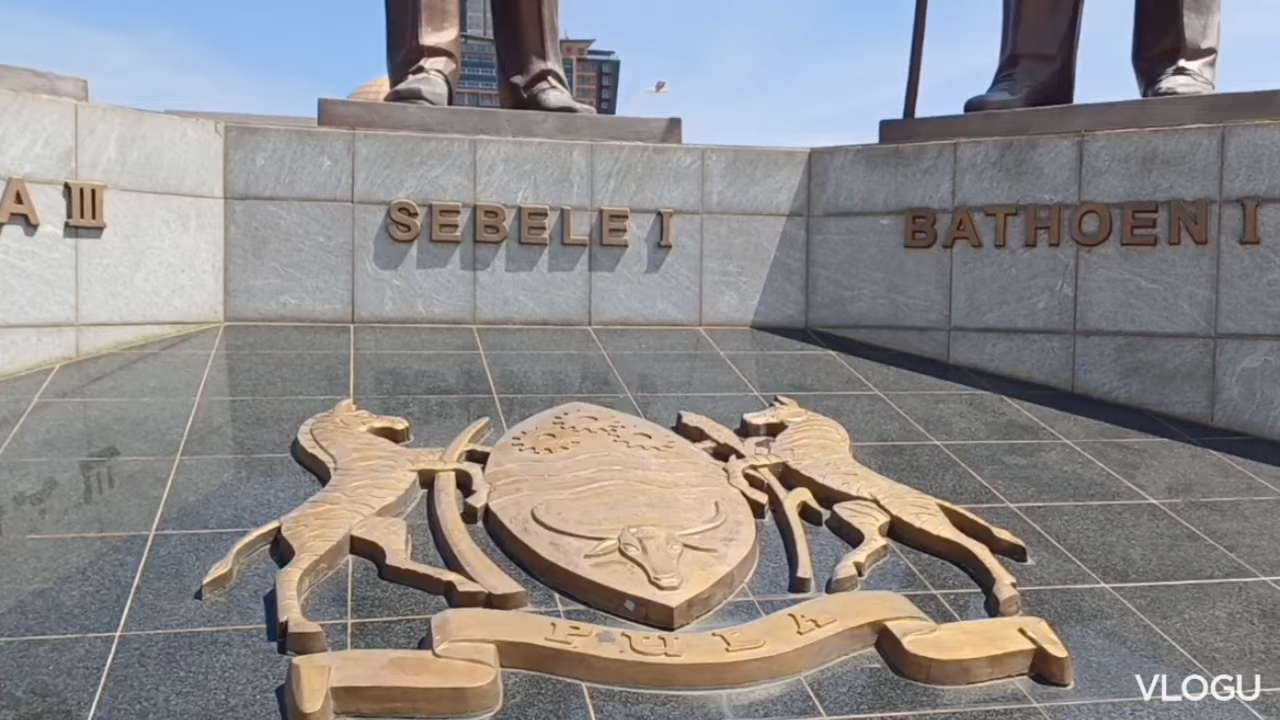 A III
SEBELE I
BATHOEN I
PULA
VLOGU